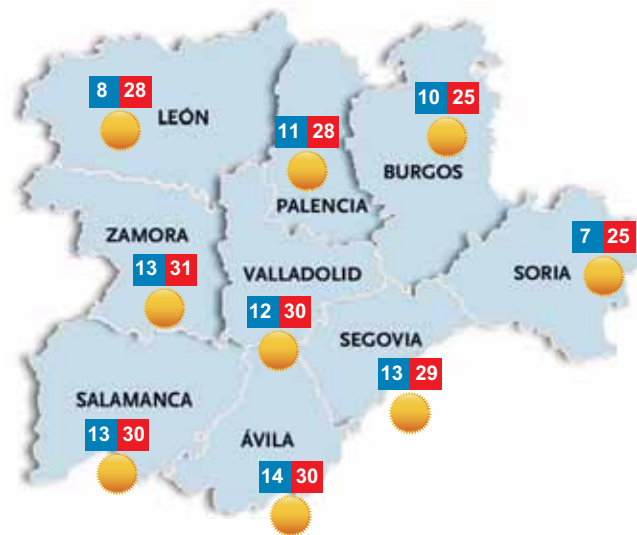 8 28
LEÓN
10 25
BURGOS
11 28
PALENCIA
ZAMORA
13 31
VALLADOLID
12 30
7 25
SORIA
SEGOVIA
13 29
SALAMANCA
13 30
ÁVILA
14 30